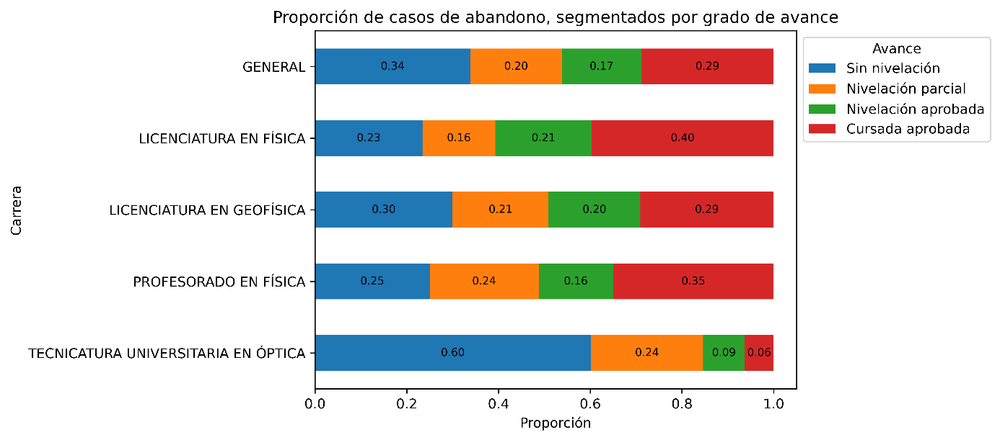 Proporción de casos de abandono, segmentados por grado de avance
Avance
Sin nivelación
Nivelación parcial
Nivelación aprobada
Cursada aprobada
Carrera
GENERAL
0.34 0.20 0.17 0.29
LICENCIATURA EN FÍSICA
0.23 0.16 0.21 0.40
LICENCIATURA EN GEOFÍSICA
0.30 0.21 0.20 0.29
PROFESORADO EN FÍSICA
0.25 0.24 0.16 0.35
TECNICATURA UNIVERSITARIA EN ÓPTICA
0.60 0.24 0.09 0.06
0.0 0.2 0.4 0.6 0.8 1.0
Proporción